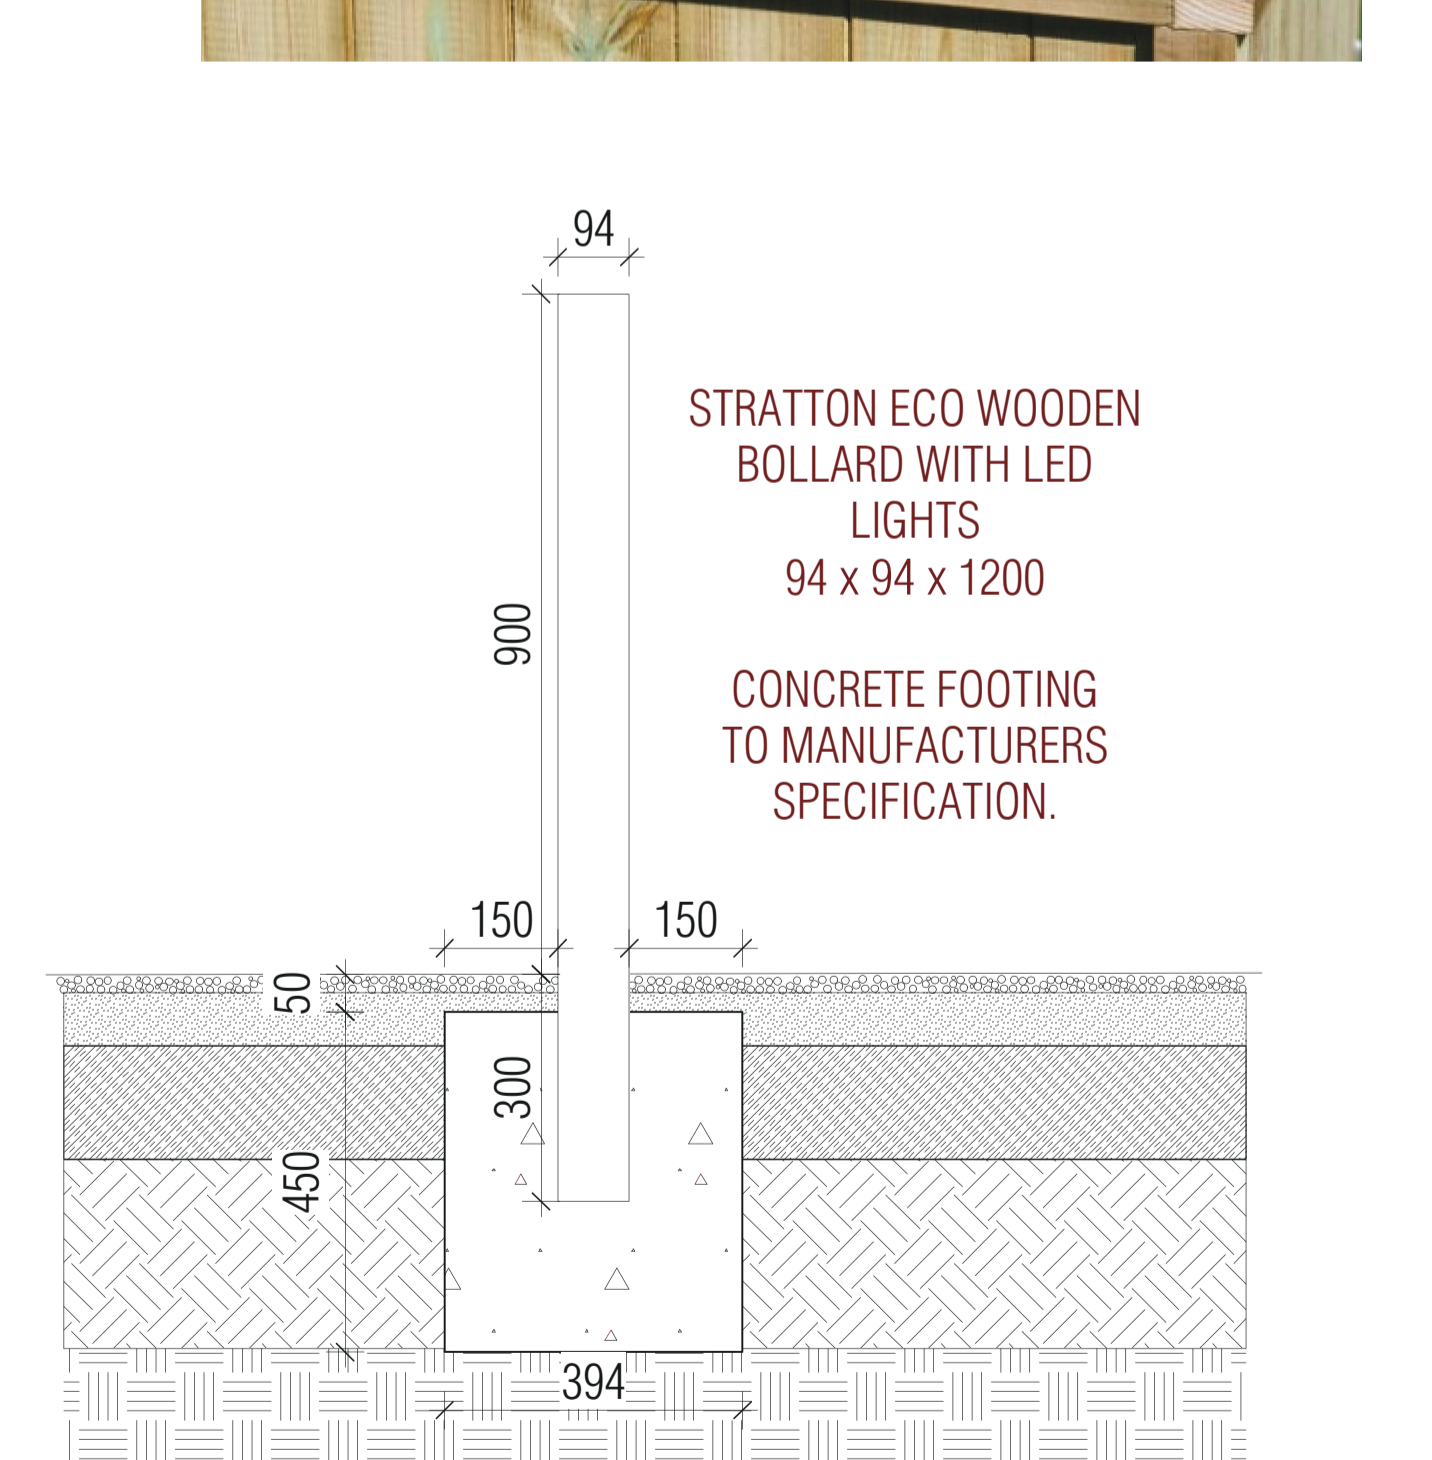 94
STRATTON ECO WOODEN
BOLLARD WITH LED
LIGHTS
94 x 94 x 1200
900
CONCRETE FOOTING
TO MANUFACTURERS
SPECIFICATION.
150
150
50
300
450
394